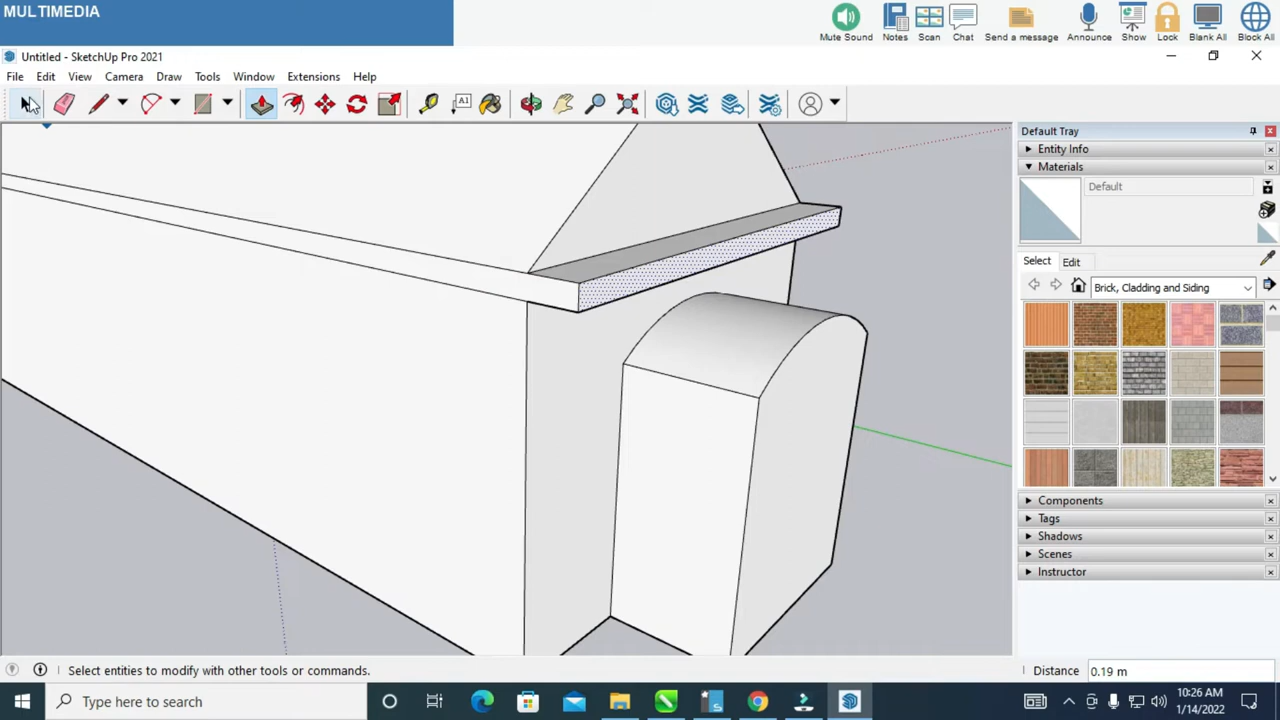 MULTIMEDIA
Mute Sound
Notes
Scan
Chat
Send a message
Announce
Show
Lock
Blank All
Block All
Untitled - SketchUp Pro 2021
File Edit View Camera Draw Tools Window Extensions Help
A1
Default Tray
Entity Info
Materials
Default
Select Edit
Brick, Cladding and Siding
Components
Tags
Shadows
Scenes
Instructor
Select entities to modify with other tools or commands.
Distance 0.19 m
Type here to search
10:26 AM
1/14/2022